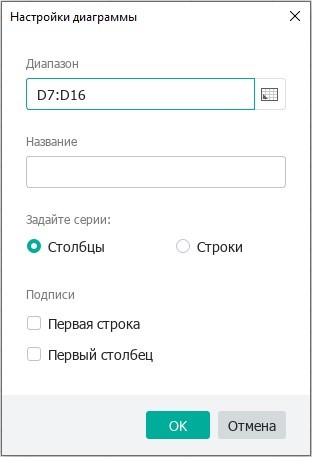 Настройки диаграммы
Диапазон
D7:D16
Название
Задайте серии:
Столбцы Строки
Подписи
Первая строка
Первый столбец
OK Отмена